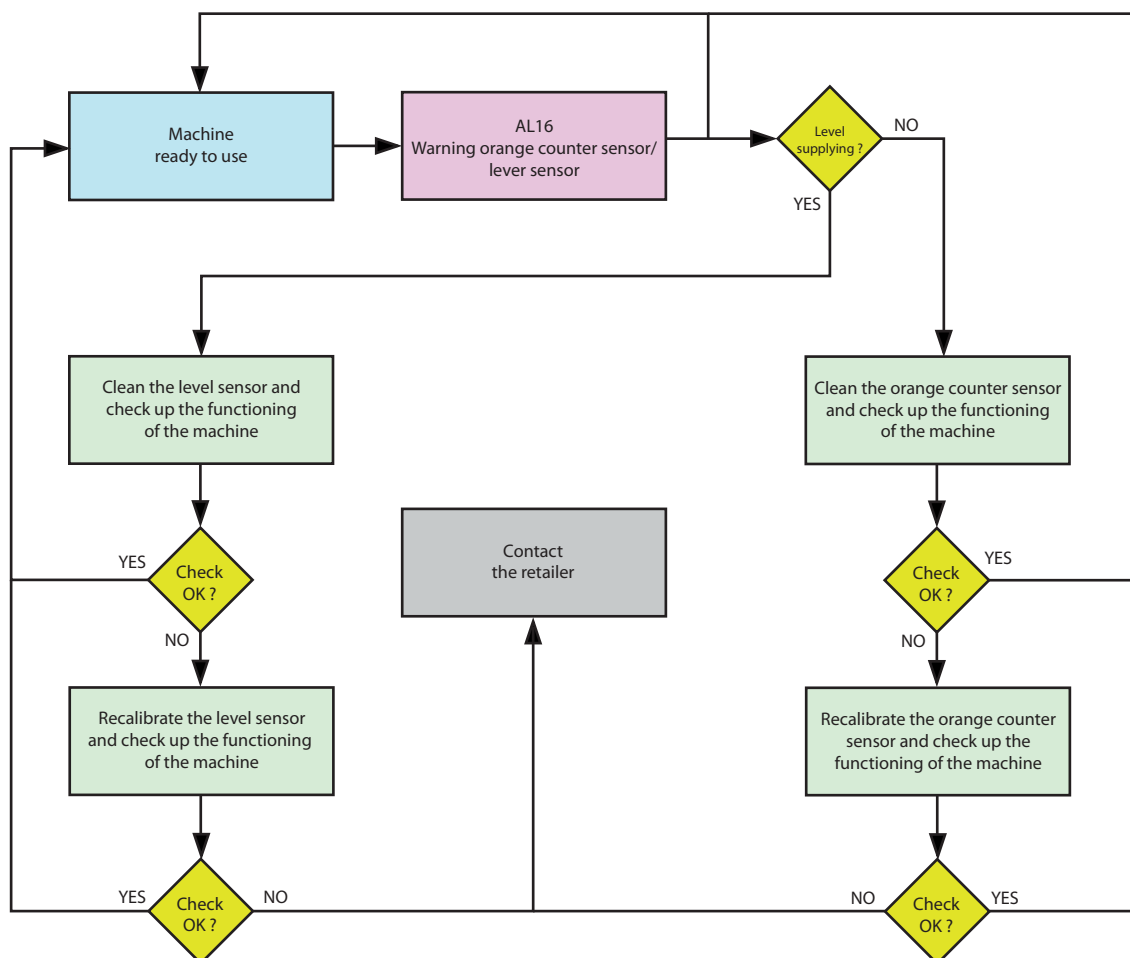 Machine
ready to use
AL16
Warning orange counter sensor/
lever sensor
Level
supplying ?
NO
YES
Clean the level sensor and
check up the functioning
of the machine
Clean the orange counter sensor
and check up the functioning
of the machine
Contact
the retailer
YES
Check
OK ?
NO
Check
OK ?
YES
NO
Recalibrate the level sensor
and check up the functioning
of the machine
Recalibrate the orange counter
sensor and check up the
functioning of the machine
YES
Check
OK ?
NO
NO
Check
OK ?
YES